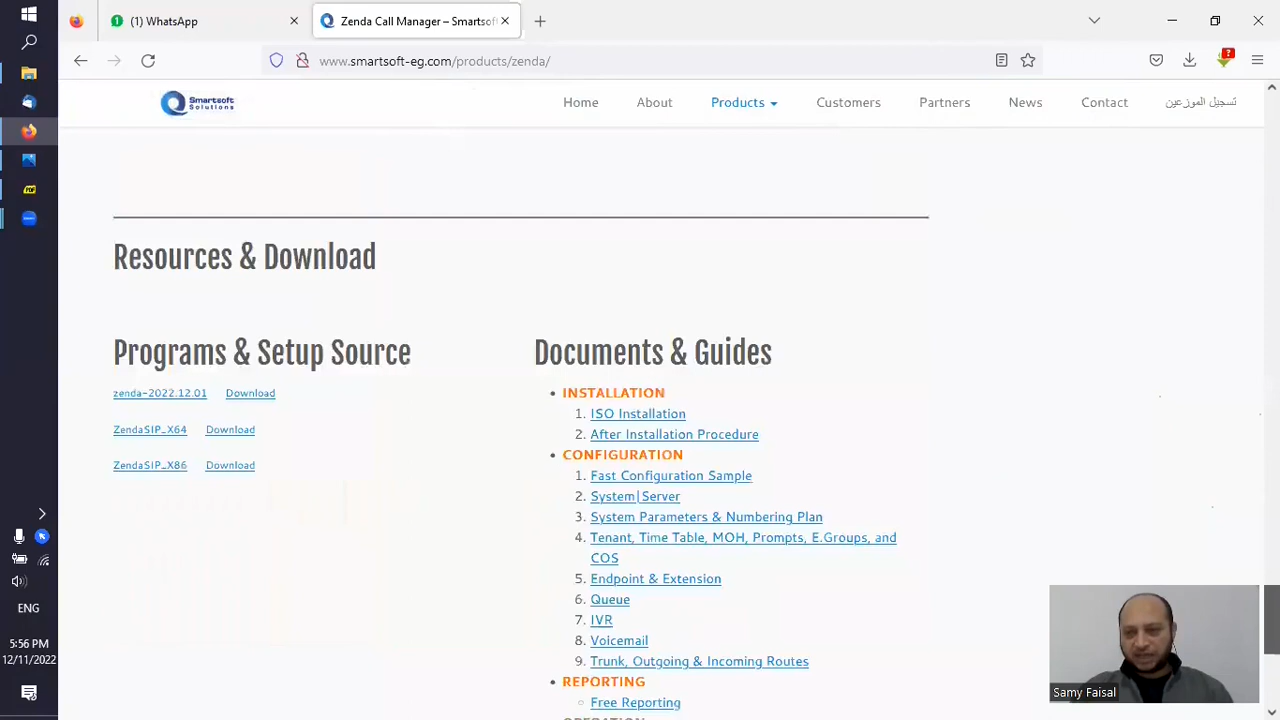 (1) WhatsApp
Zenda Call Manager – Smartsof
www.smartsoft-eg.com/products/zenda/
Smartsoft
Solutions
Home
About
Products
Customers
Partners
News
Contact
تسجيل الموزعين
Resources & Download
Programs & Setup Source
zenda-2022.12.01 Download
ZendaSIP_X64 Download
ZendaSIP_X86 Download
Documents & Guides
• INSTALLATION
1. ISO Installation
2. After Installation Procedure
• CONFIGURATION
1. Fast Configuration Sample
2. System|Server
3. System Parameters & Numbering Plan
4. Tenant, Time Table, MOH, Prompts, E.Groups, and
COS
5. Endpoint & Extension
6. Queue
7. IVR
8. Voicemail
9. Trunk, Outgoing & Incoming Routes
• REPORTING
○ Free Reporting
ENG
5:56 PM
12/11/2022
Samy Faisal